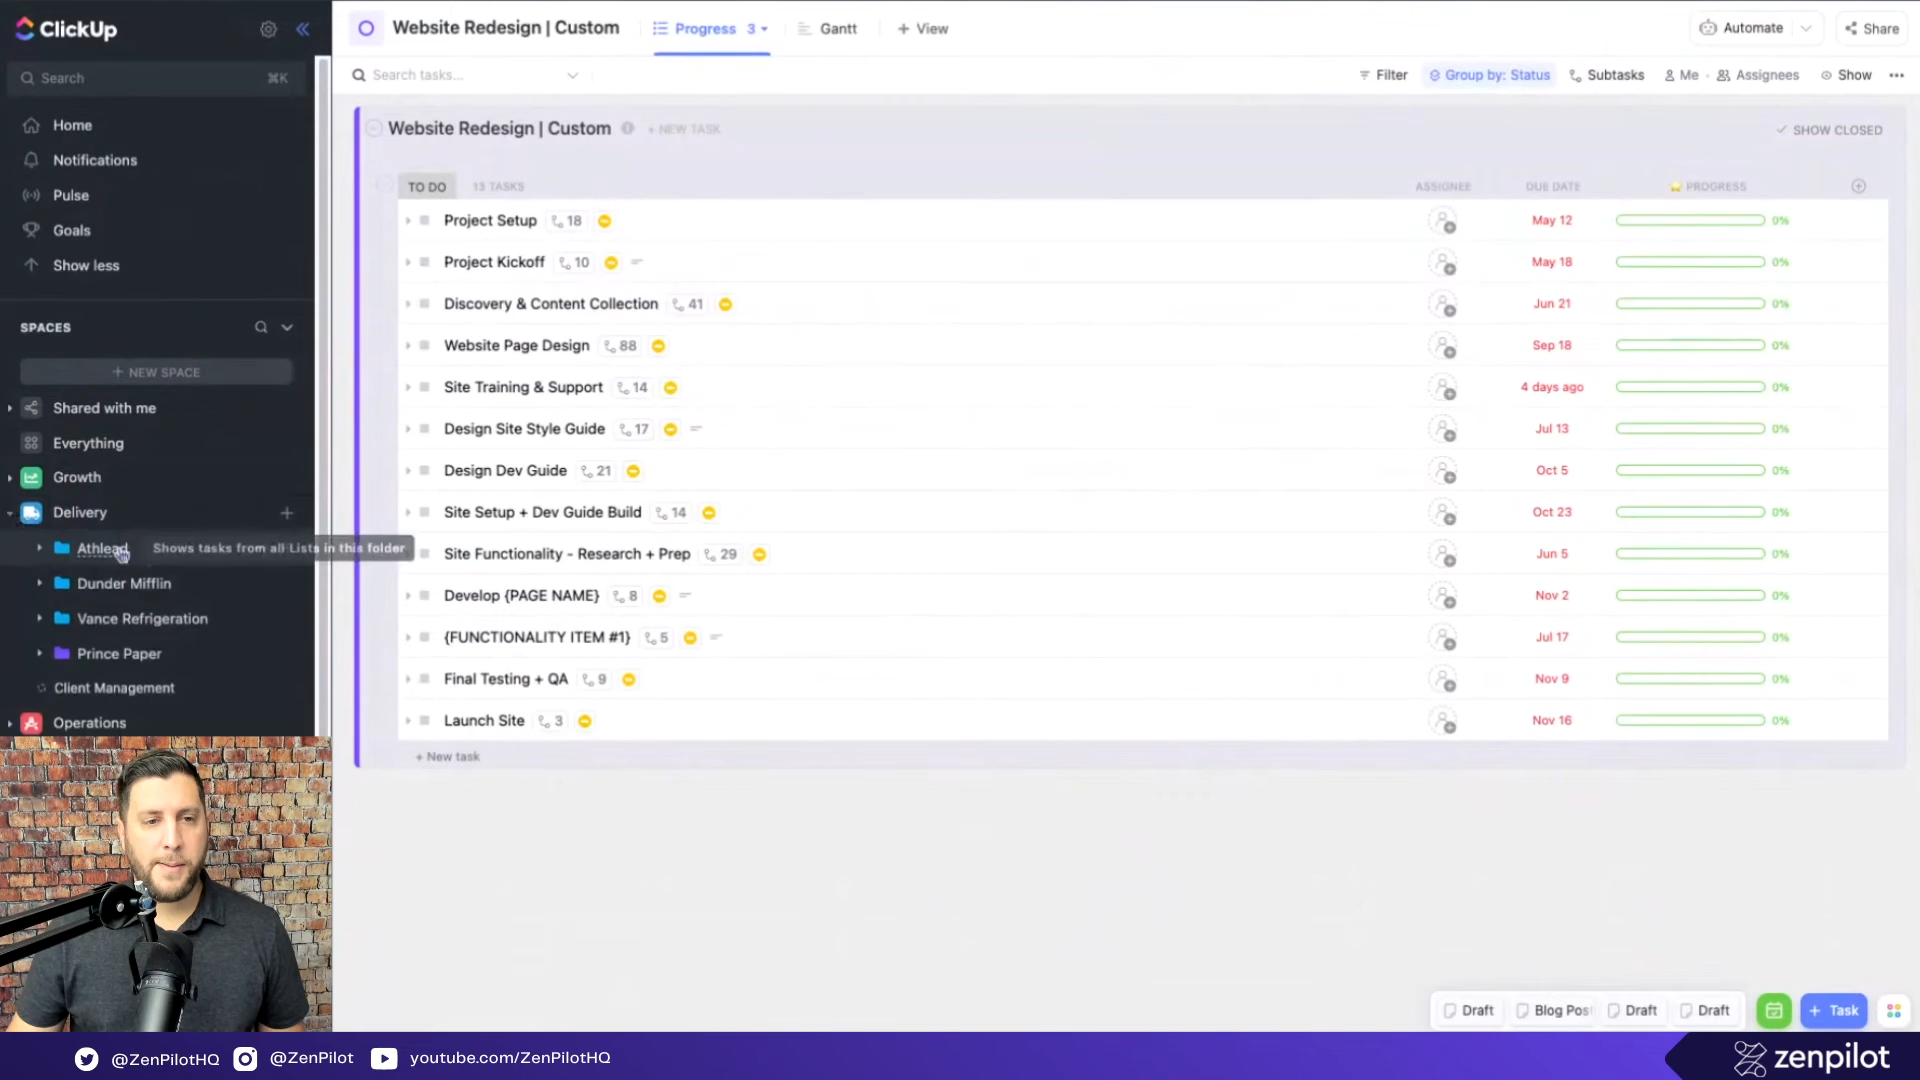 ClickUp
Search ⌘K
Home
Notifications
Pulse
Goals
Show less
SPACES
+ NEW SPACE
Shared with me
Everything
Growth
Delivery
Athlead
Shows tasks from all Lists in this folder
Dunder Mifflin
Vance Refrigeration
Prince Paper
Client Management
Operations
Website Redesign | Custom
Progress 3
Gantt
+ View
Automate
Share
Search tasks...
Filter
Group by: Status
Subtasks
Me
Assignees
Show
Website Redesign | Custom
+ NEW TASK
SHOW CLOSED
TO DO 13 TASKS ASSIGNEE DUE DATE PROGRESS
Project Setup 18 May 12 0%
Project Kickoff 10 May 18 0%
Discovery & Content Collection 41 Jun 21 0%
Website Page Design 88 Sep 18 0%
Site Training & Support 14 4 days ago 0%
Design Site Style Guide 17 Jul 13 0%
Design Dev Guide 21 Oct 5 0%
Site Setup + Dev Guide Build 14 Oct 23 0%
Site Functionality - Research + Prep 29 Jun 5 0%
Develop {PAGE NAME} 8 Nov 2 0%
{FUNCTIONALITY ITEM #1} 5 Jul 17 0%
Final Testing + QA 9 Nov 9 0%
Launch Site 3 Nov 16 0%
+ New task
Draft
Blog Pos
Draft
Draft
+ Task
@ZenPilotHQ
@ZenPilot
youtube.com/ZenPilotHQ
zenpilot